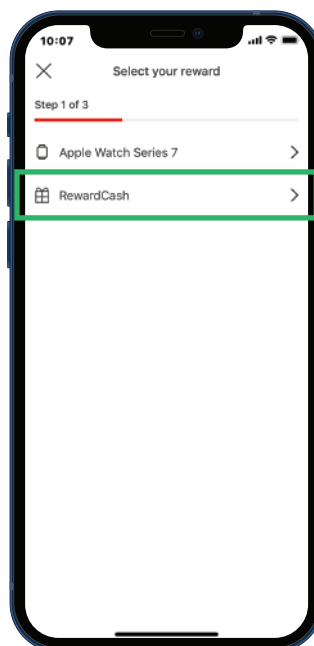 10:07
Select your reward
Step 1 of 3
Apple Watch Series 7
RewardCash